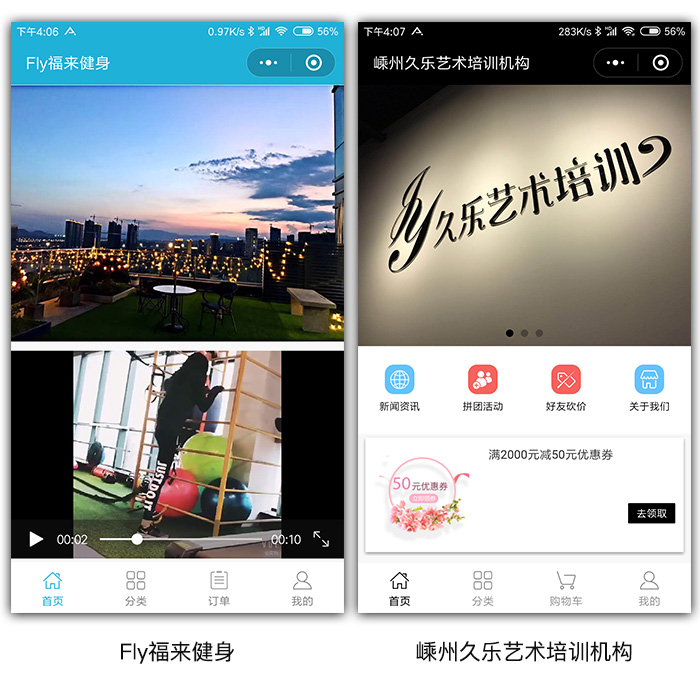 下午4:06
0.97K/s
56%
Fly福来健身
JUST DO IT
00:02
00:10
首页
分类
订单
我的
Fly福来健身
下午4:07
283K/s
56%
嵊州久乐艺术培训机构
久乐艺术培训
新闻资讯
拼团活动
好友砍价
关于我们
50元优惠券
立即领券
满2000元减50元优惠券
去领取
首页
分类
购物车
我的
嵊州久乐艺术培训机构